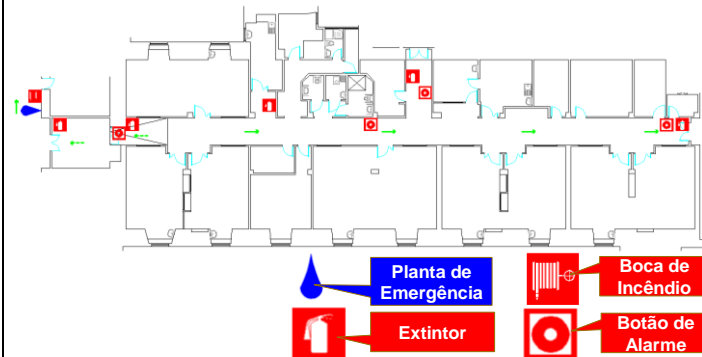 Planta de
Emergência
Boca de
Incêndio
Extintor
Botão de
Alarme